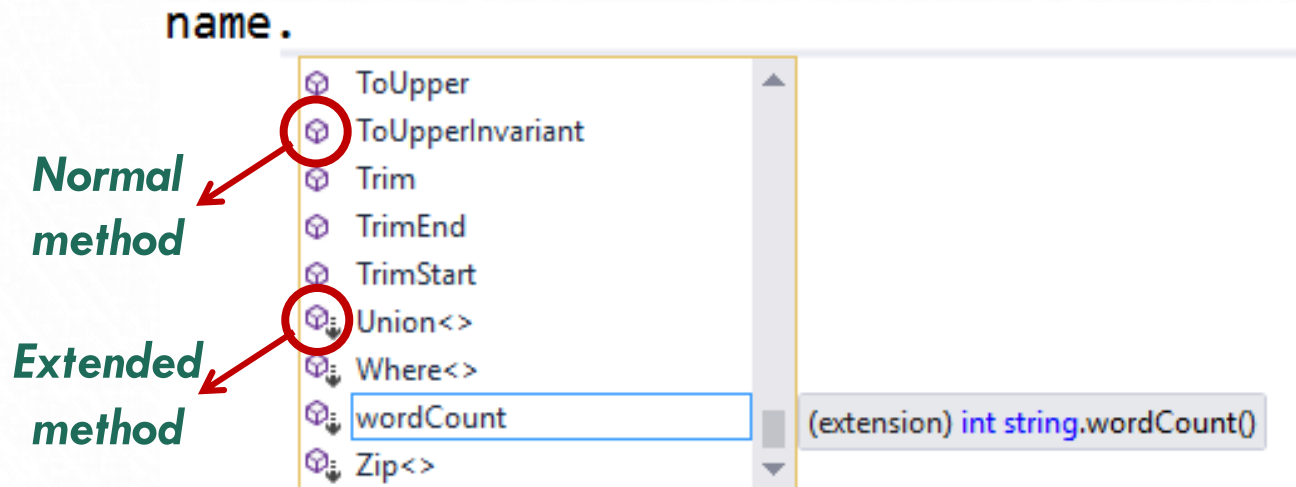 name.
ToUpper
ToUpperInvariant
Trim
TrimEnd
TrimStart
Union<>
Where<>
wordCount
Zip<>
(extension) int string.wordCount()
Normal
method
Extended
method